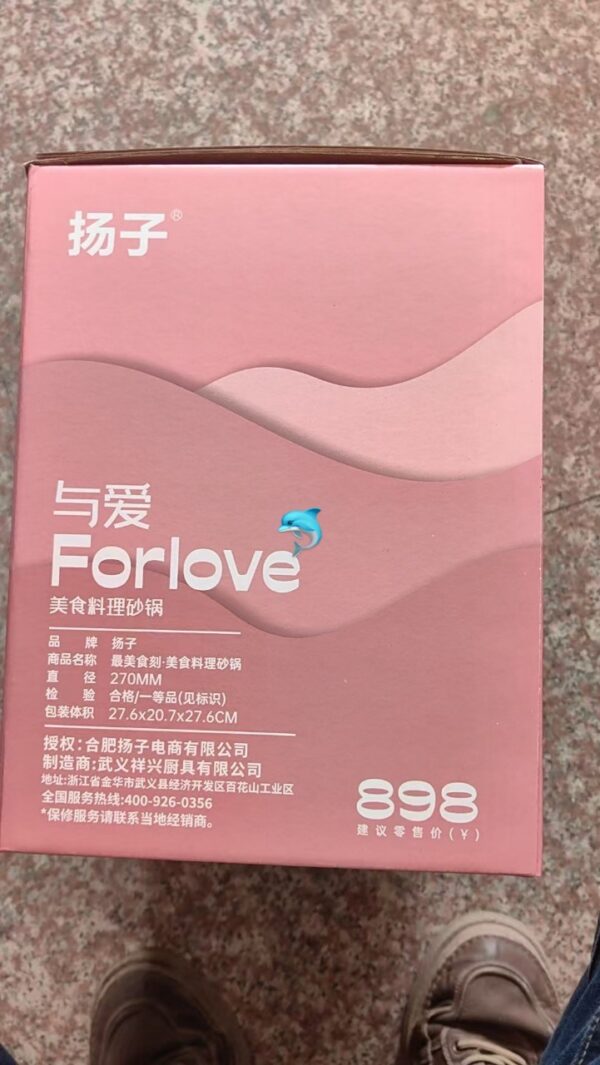 扬子®
与爱
Forlove
美食料理砂锅
品 牌 扬子
商品名称 最美食刻·美食料理砂锅
直 径 270MM
检 验 合格/一等品(见标识)
包装体积 27.6x20.7x27.6CM
授权:合肥扬子电商有限公司
制造商:武义祥兴厨具有限公司
地址:浙江省金华市武义县经济开发区百花山工业区
全国服务热线:400-926-0356
*保修服务请联系当地经销商。
898
建议零售价(¥)